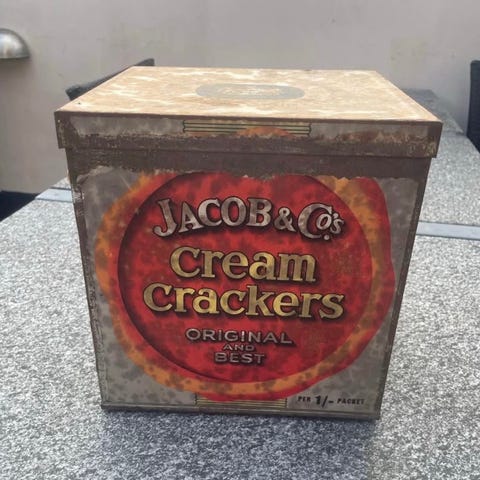 JACOB & Co's
Cream
Crackers
ORIGINAL
AND
BEST
PER 1/- PACKET